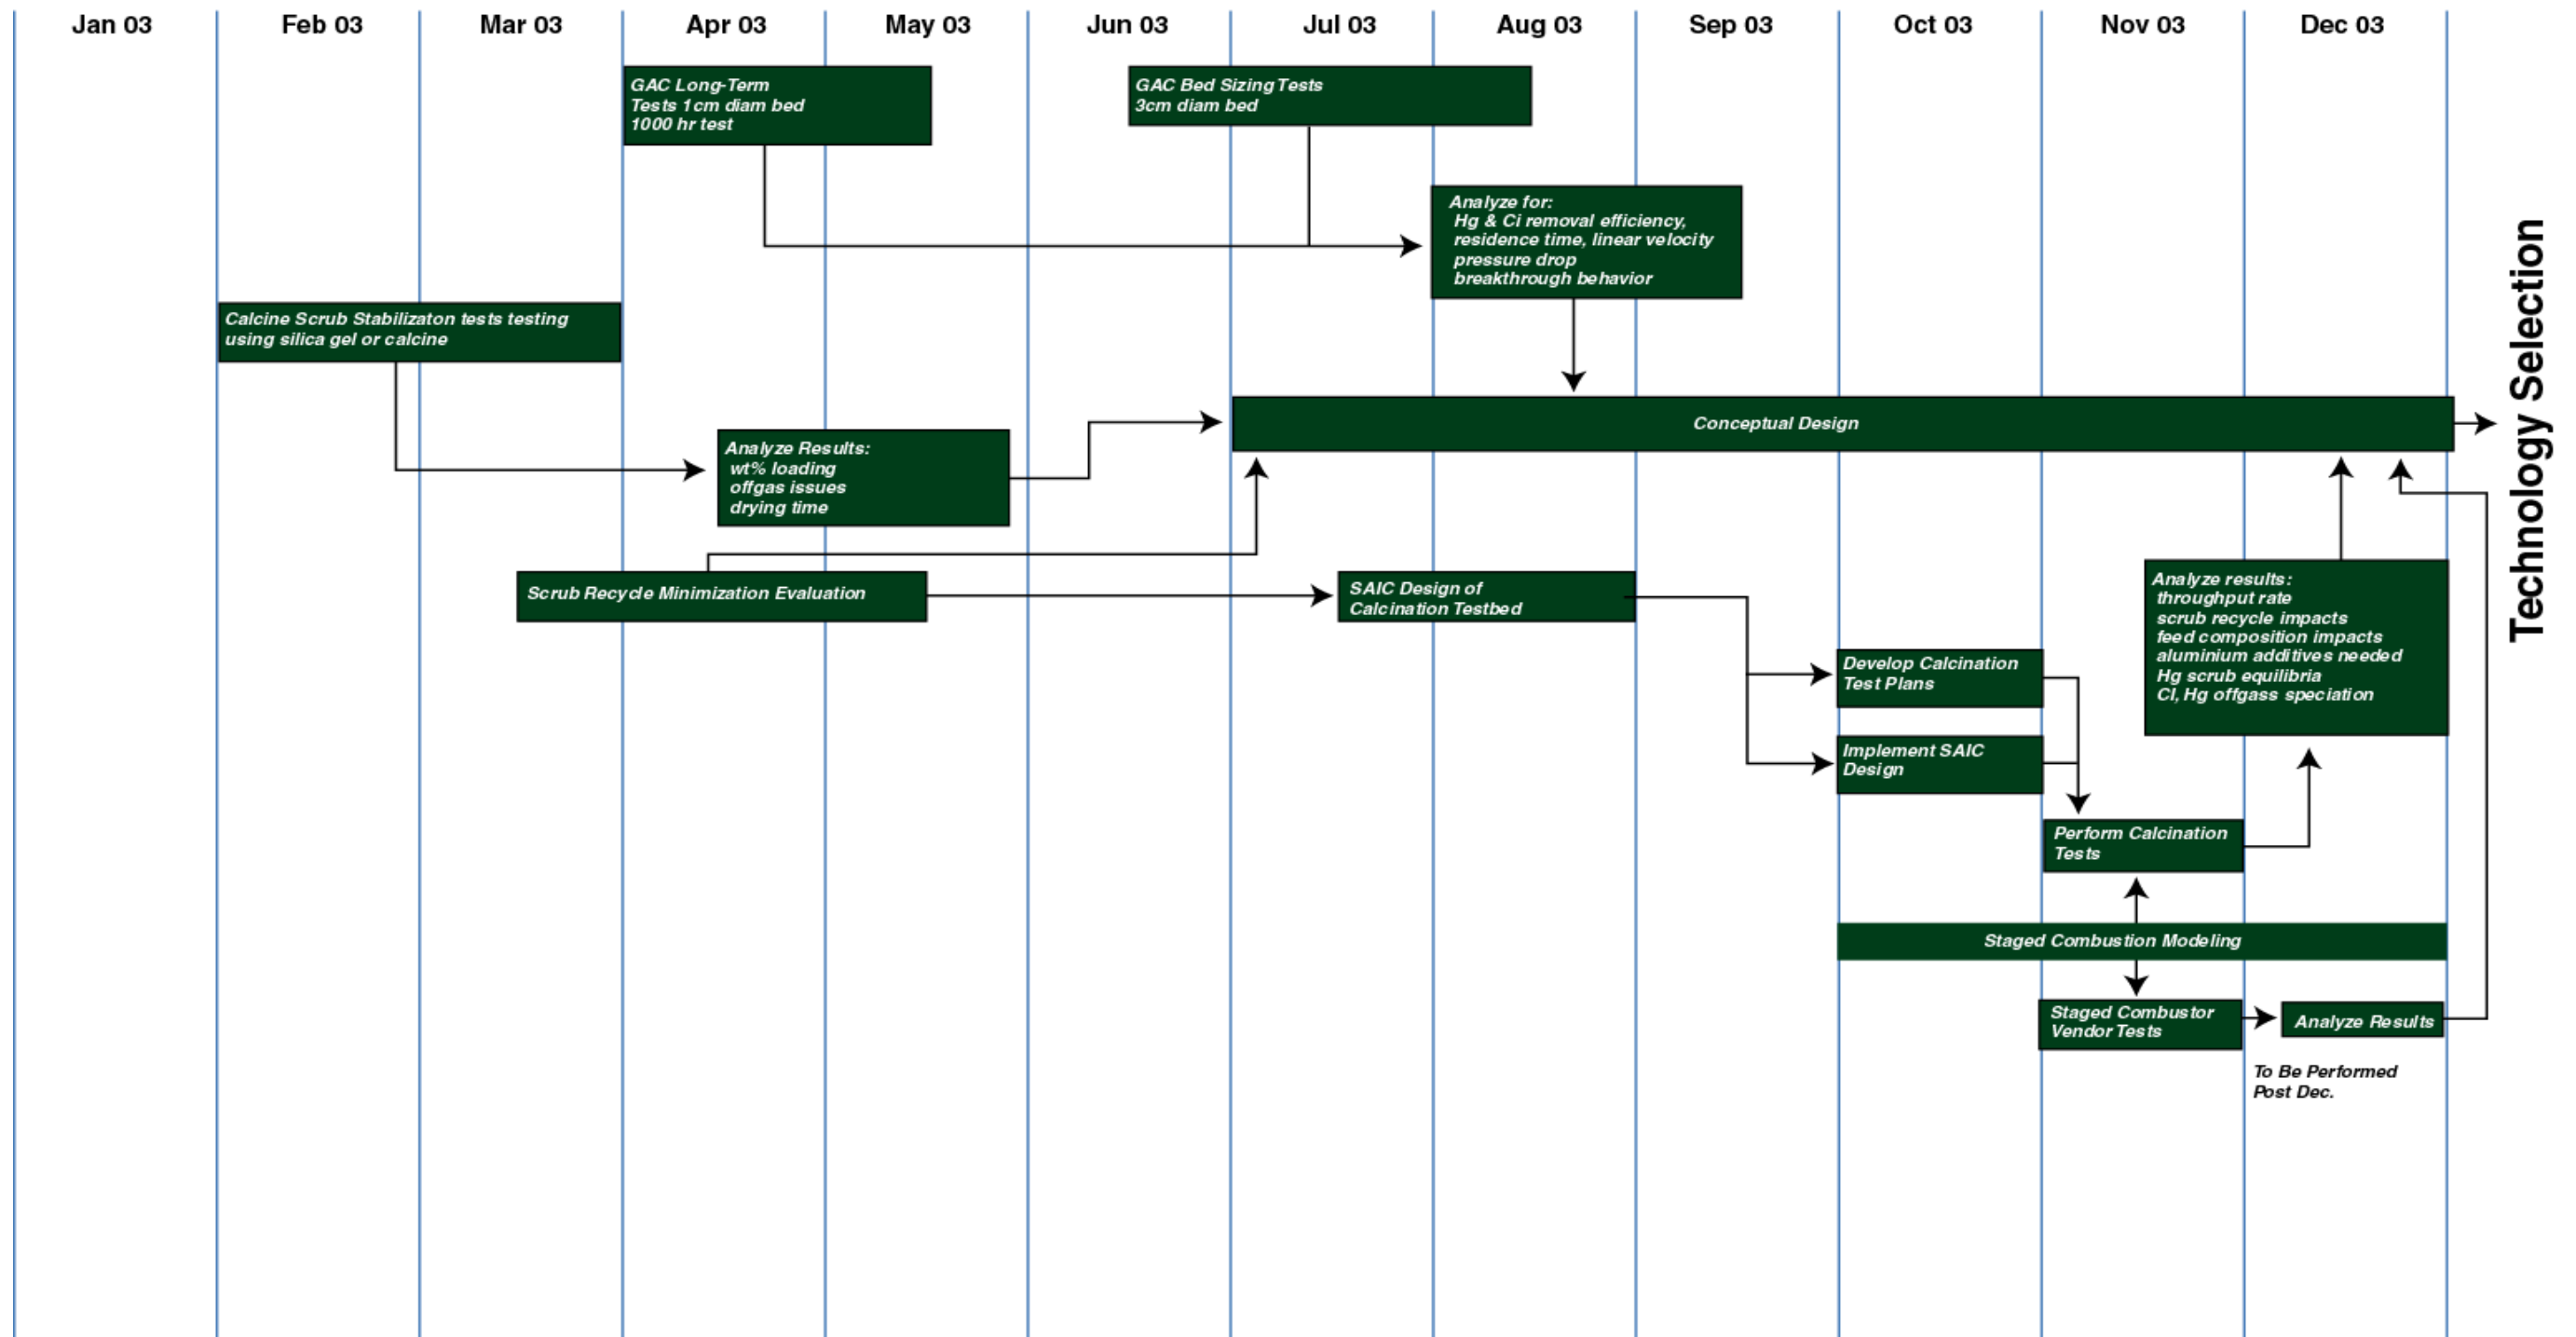 Jan 03
Feb 03
Mar 03
Apr 03
May 03
Jun 03
Jul 03
Aug 03
Sep 03
Oct 03
Nov 03
Dec 03
GAC Long-Term
Tests 1cm diam bed
1000 hr test
GAC Bed Sizing Tests
3cm diam bed
Analyze for:
Hg & Ci removal efficiency,
residence time, linear velocity
pressure drop
breakthrough behavior
Calcine Scrub Stabilizaton tests testing
using silica gel or calcine
Conceptual Design
Technology Selection
Analyze Results:
wt% loading
offgas issues
drying time
Scrub Recycle Minimization Evaluation
SAIC Design of
Calcination Testbed
Analyze results:
throughput rate
scrub recycle impacts
feed composition impacts
aluminium additives needed
Hg scrub equilibria
Cl, Hg offgass speciation
Develop Calcination
Test Plans
Implement SAIC
Design
Perform Calcination
Tests
Staged Combustion Modeling
Staged Combustor
Vendor Tests
Analyze Results
To Be Performed
Post Dec.